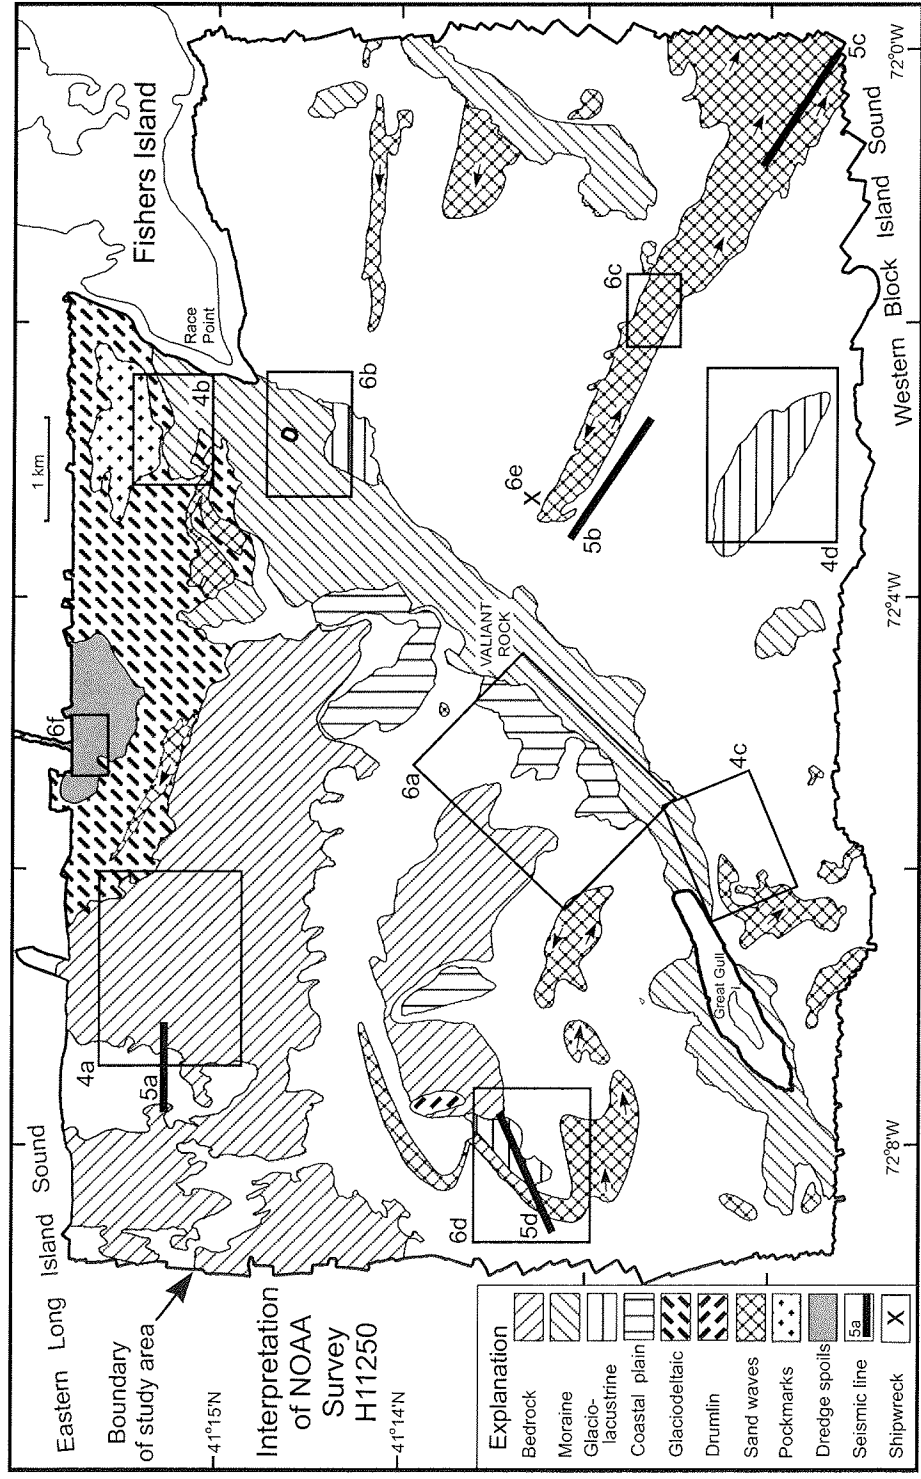 Eastern Long Island Sound
Fishers Island
Race
Point
1 km
4b
6b
6f
4a
5a
Boundary
of study area
41°15'N
Interpretation
of NOAA
Survey
H11250
41°14'N
6a
VALIANT
ROCK
6e
X
5b
6c
5c
4d
4c
6d
5d
Great Gull
I.
Western Block Island Sound
72°8'W
72°4'W
72°0'W
Explanation
Bedrock
Moraine
Glacio-
lacustrine
Coastal plain
Glaciodeltaic
Drumlin
Sand waves
Pockmarks
Dredge spoils
Seismic line
5a
Shipwreck
X